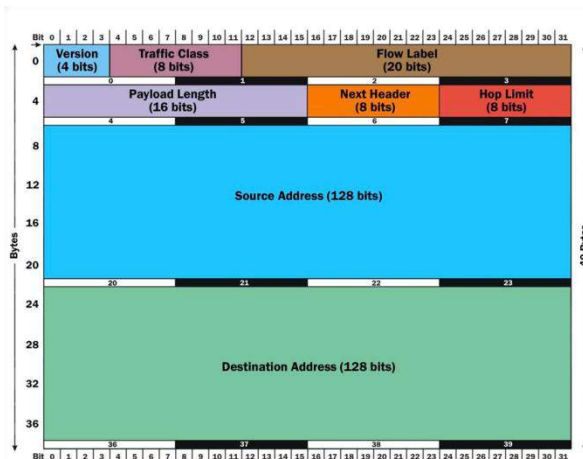 Bit 0 1 2 3 4 5 6 7 8 9 10 11 12 13 14 15 16 17 18 19 20 21 22 23 24 25 26 27 28 29 30 31
0 Version Traffic Class Flow Label
(4 bits) (8 bits) (20 bits)
0 1 2 3
4 Payload Length Next Header Hop Limit
(16 bits) (8 bits) (8 bits)
4 5 6 7
8
12
Source Address (128 bits)
16
Bytes
20
20 21 22 23
24
28
Destination Address (128 bits)
32
36
36 37 38 39
Bit 0 1 2 3 4 5 6 7 8 9 10 11 12 13 14 15 16 17 18 19 20 21 22 23 24 25 26 27 28 29 30 31